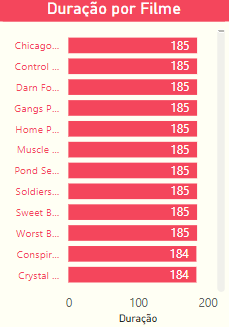 Duração por Filme
Chicago... 185
Control ... 185
Darn Fo... 185
Gangs P... 185
Home P... 185
Muscle ... 185
Pond Se... 185
Soldiers... 185
Sweet B... 185
Worst B... 185
Conspir... 184
Crystal ... 184
0 100 200
Duração